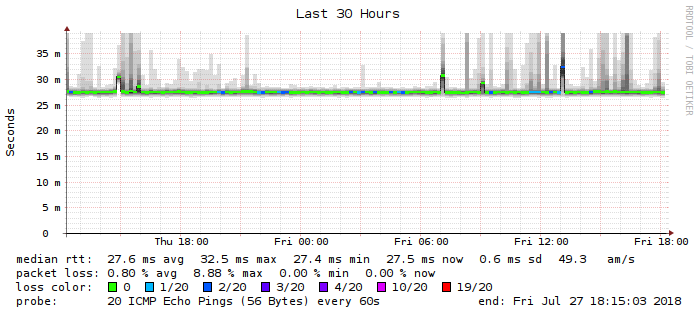 Last 30 Hours
RRDTOOL / TOBI OETIKER
Seconds
35 m
30 m
25 m
20 m
15 m
10 m
5 m
0
Thu 18:00 Fri 00:00 Fri 06:00 Fri 12:00 Fri 18:00
median rtt: 27.6 ms avg 32.5 ms max 27.4 ms min 27.5 ms now 0.6 ms sd 49.3 am/s
packet loss: 0.80 % avg 8.88 % max 0.00 % min 0.00 % now
loss color: 0 1/20 2/20 3/20 4/20 10/20 19/20
probe: 20 ICMP Echo Pings (56 Bytes) every 60s end: Fri Jul 27 18:15:03 2018